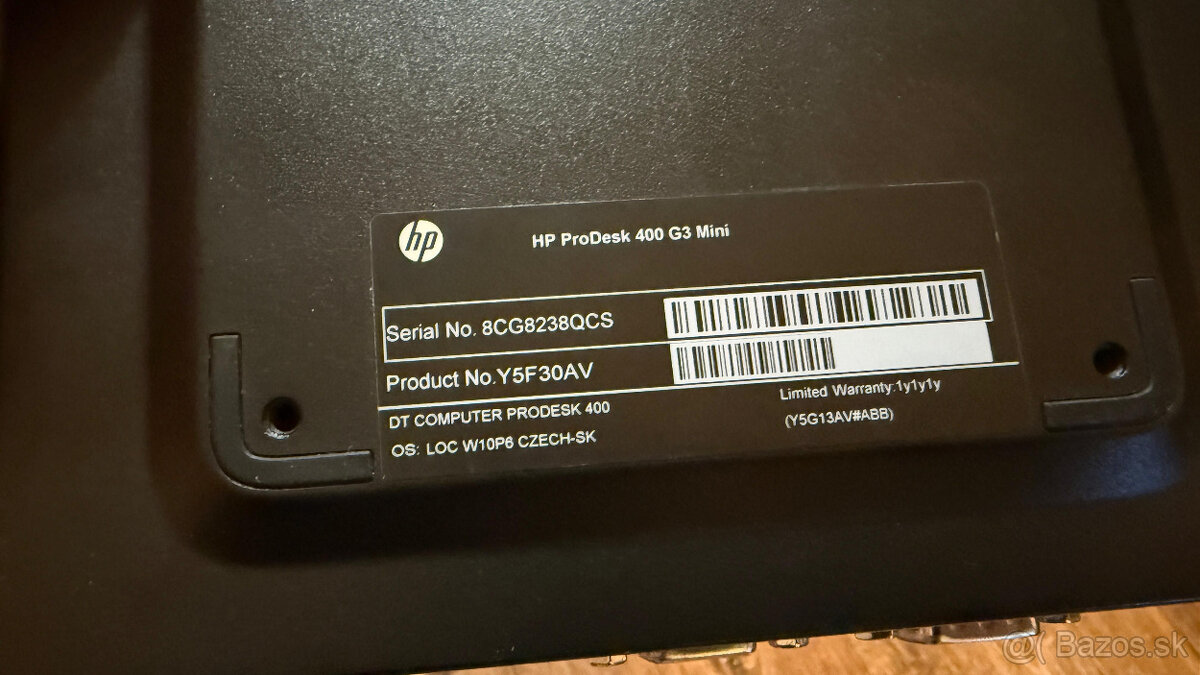 hp
HP ProDesk 400 G3 Mini
Serial No. 8CG8238QCS
Product No.Y5F30AV
DT COMPUTER PRODESK 400
Limited Warranty:1y1y1y
OS: LOC W10P6 CZECH-SK
(Y5G13AV#ABB)
@( Bazos.sk